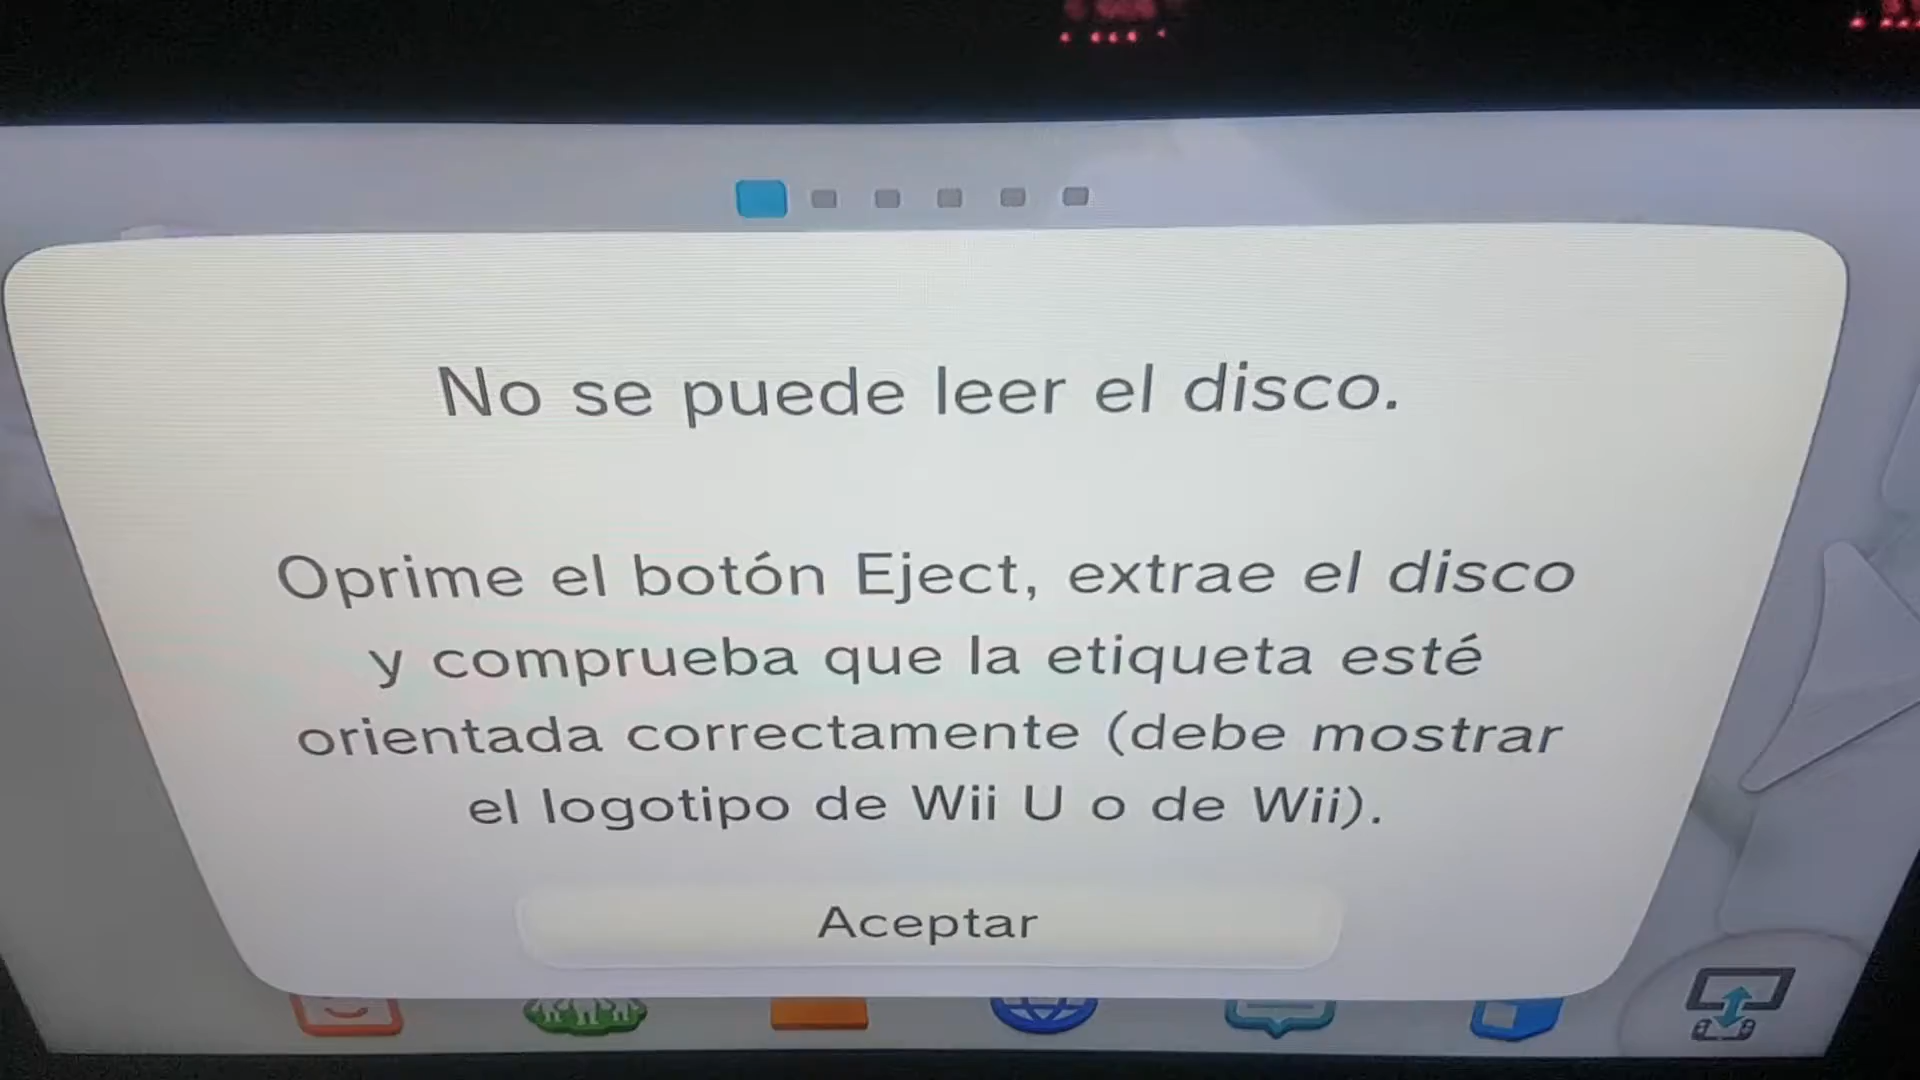 No se puede leer el disco.
Oprime el botón Eject, extrae el disco
y comprueba que la etiqueta esté
orientada correctamente (debe mostrar
el logotipo de Wii U o de Wii).
Aceptar